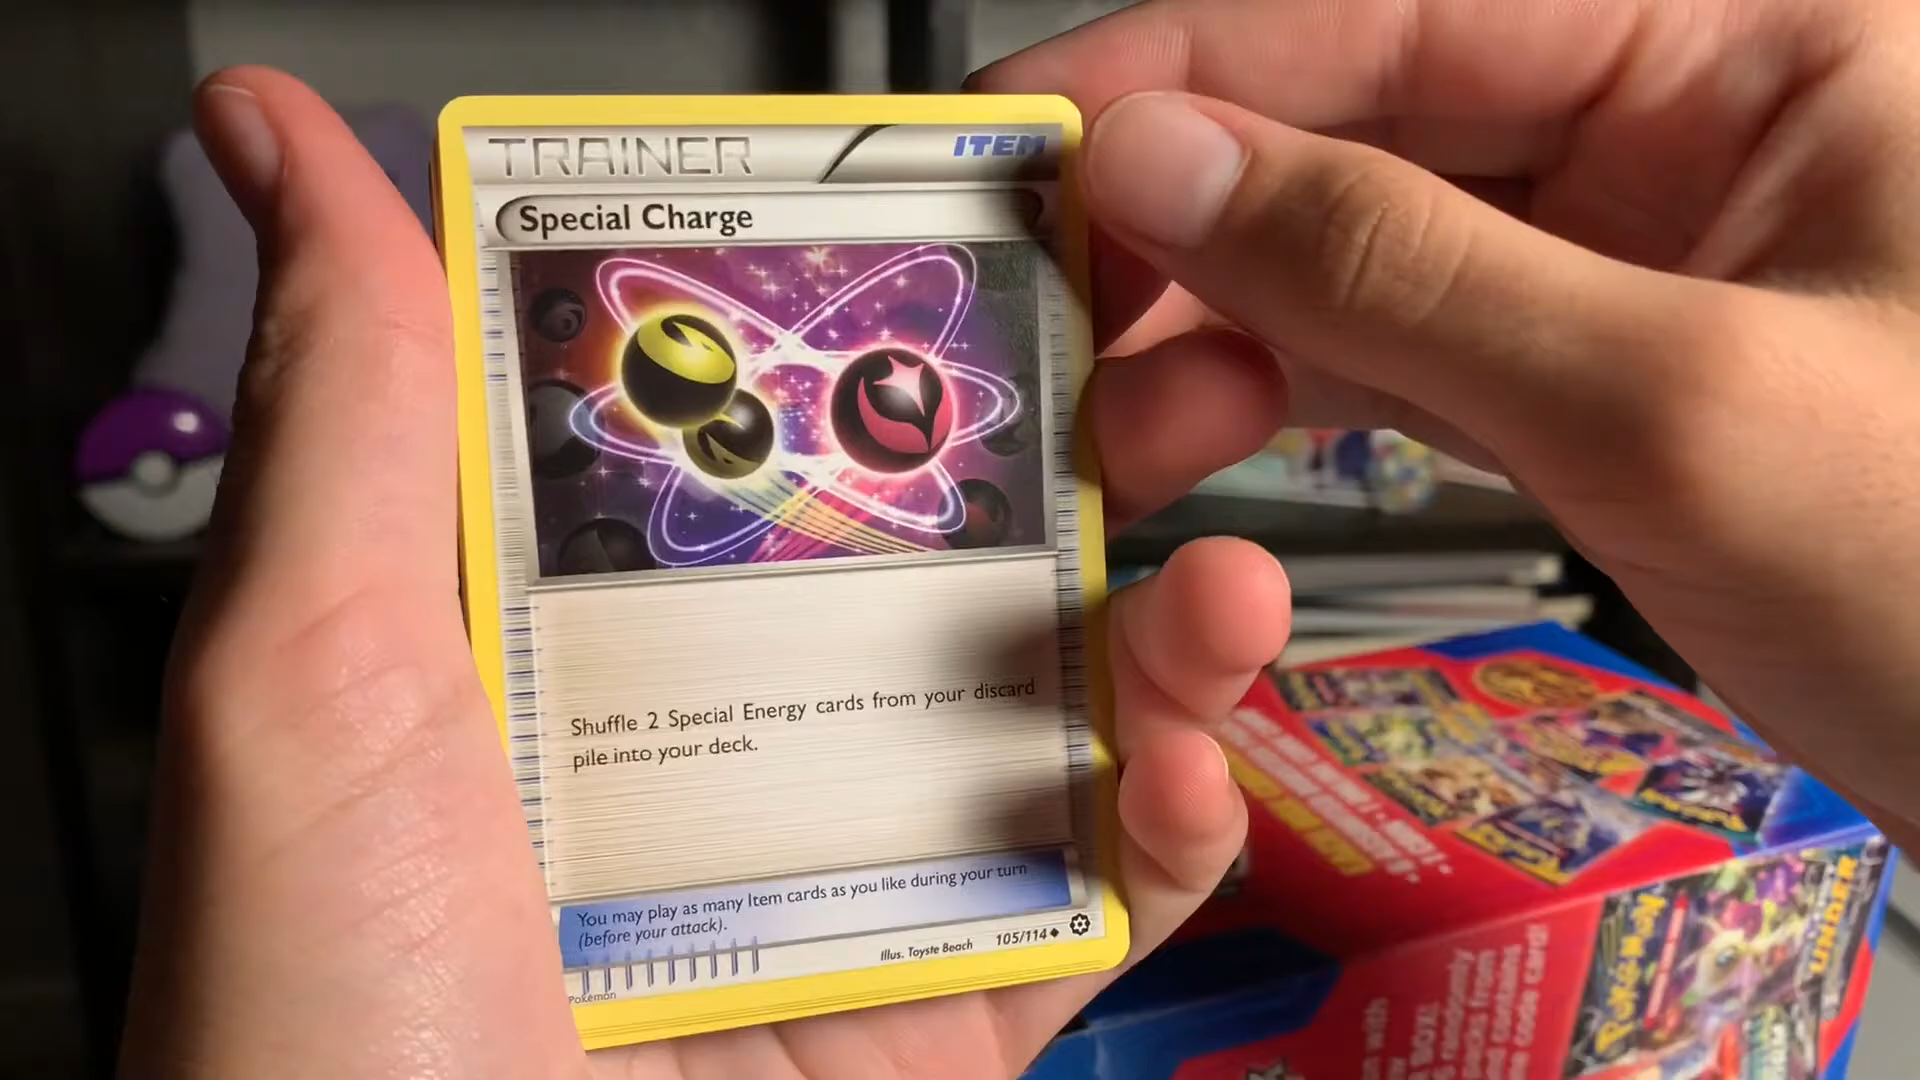 TRAINER
ITEM
Special Charge
Shuffle 2 Special Energy cards from your discard
pile into your deck.
You may play as many Item cards as you like during your turn
(before your attack).
Illus. Toyste Beach
105/114
Pokémon
POKÉMON